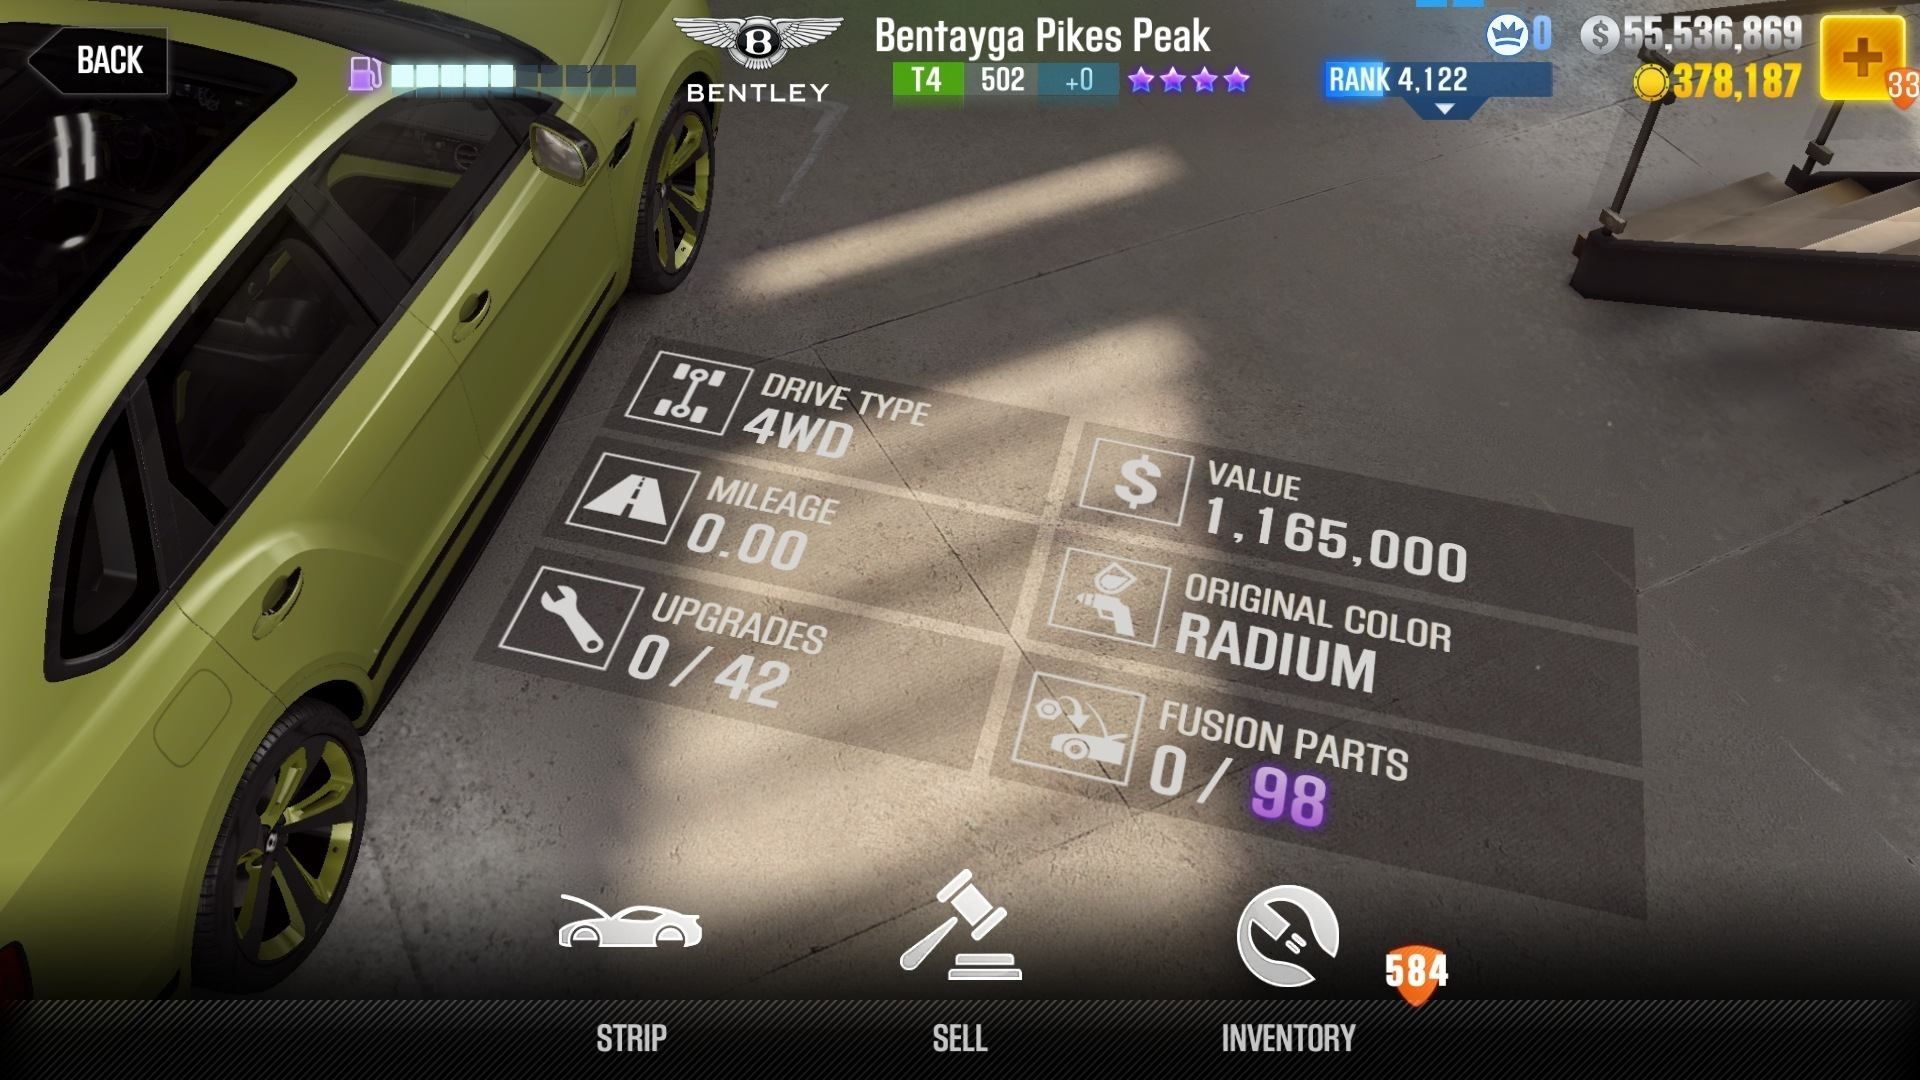 BACK
BENTLEY
Bentayga Pikes Peak
T4 502 +0
RANK 4,122
0
$ 55,536,869
378,187
33
DRIVE TYPE
4WD
MILEAGE
0.00
UPGRADES
0 / 42
$ VALUE
1,165,000
ORIGINAL COLOR
RADIUM
FUSION PARTS
0 / 98
584
STRIP
SELL
INVENTORY